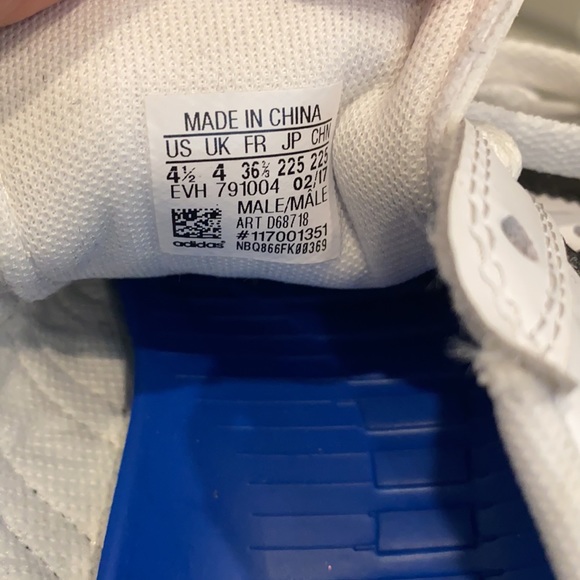 MADE IN CHINA
US UK FR JP CHN
4½ 4 36⅔ 225 225
EVH 791004 02/17
MALE/MÂLE
ART D68718
#117001351
adidas NBQ866FK00369